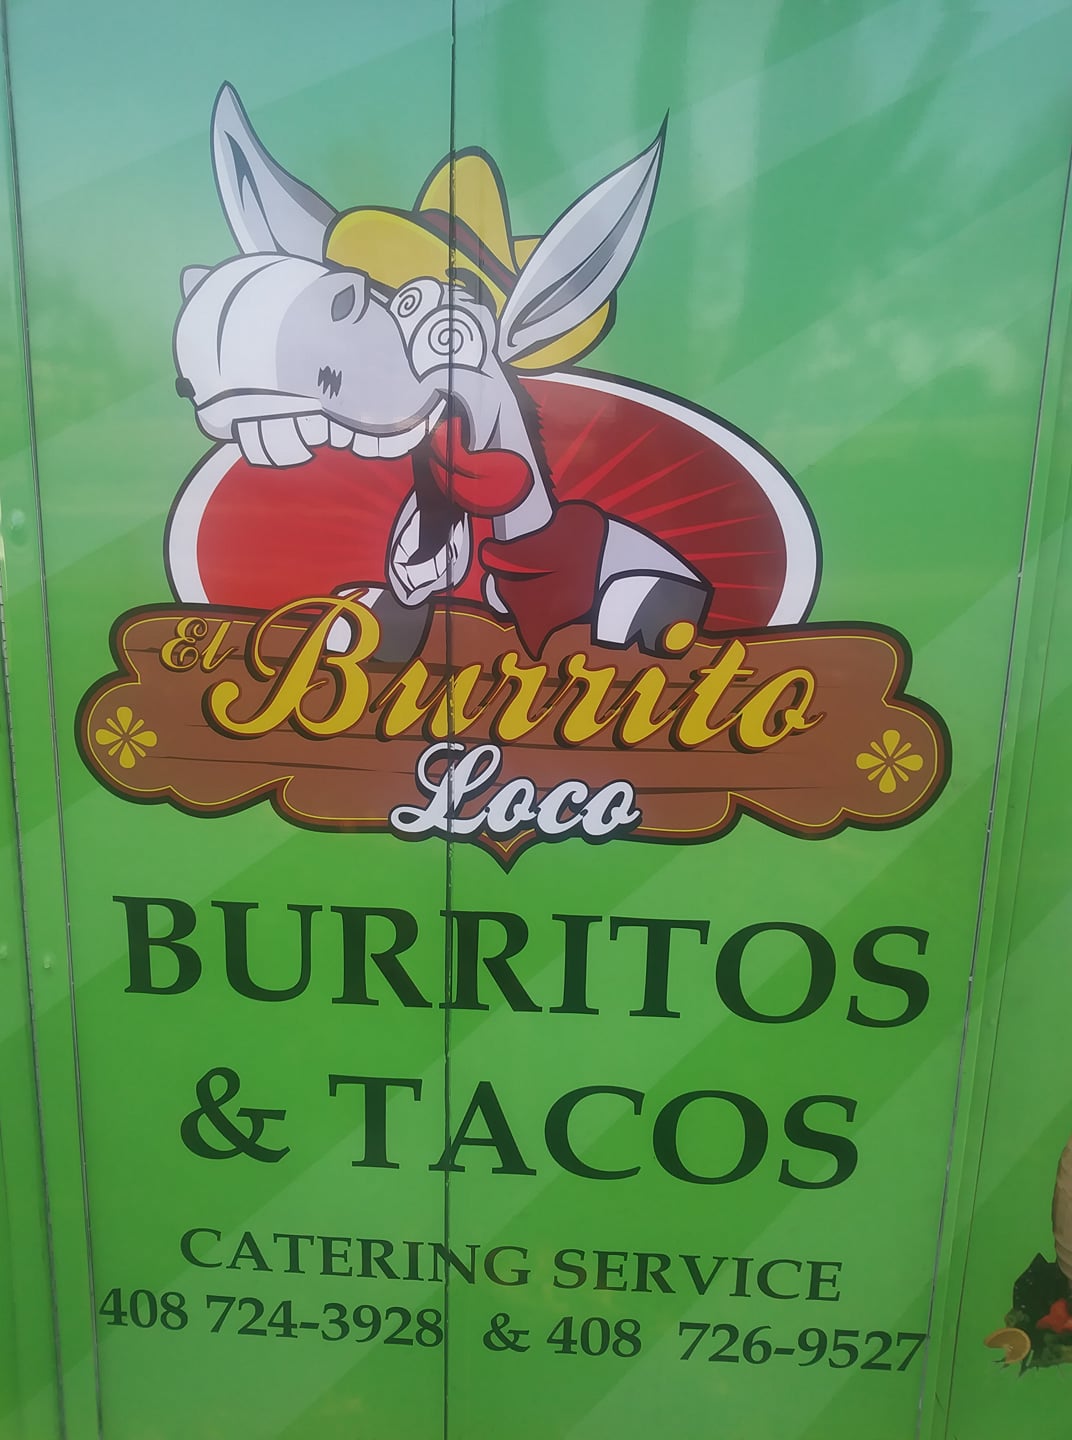 El Burrito
Loco
BURRITOS
& TACOS
CATERING SERVICE
408 724-3928 & 408 726-9527